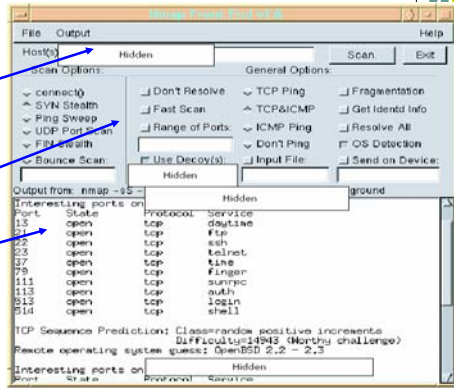 Nmap Front End v1.6
File Output Help
Host(s) Hidden Scan. Exit
Scan Options: General Options:
connect() Don't Resolve TCP Ping Fragmentation
SYN Stealth Fast Scan TCP&ICMP Get Identd Info
Ping Sweep Range of Ports: ICMP Ping Resolve All
UDP Port Scan Don't Ping OS Detection
FIN Stealth
Bounce Scan: Use Decoy(s): Input File: Send on Device:
Hidden
Output from: nmap -sS - Hidden ground
Interesting ports on
Port State Protocol Service
13 open tcp daytime
21 open tcp ftp
22 open tcp ssh
23 open tcp telnet
37 open tcp time
79 open tcp finger
111 open tcp sunrpc
113 open tcp auth
513 open tcp login
514 open tcp shell
TCP Sequence Prediction: Class=random positive increments
Difficulty=14943 (Worthy challenge)
Remote operating system guess: OpenBSD 2.2 - 2.3
Interesting ports on Hidden
Port State Protocol Service